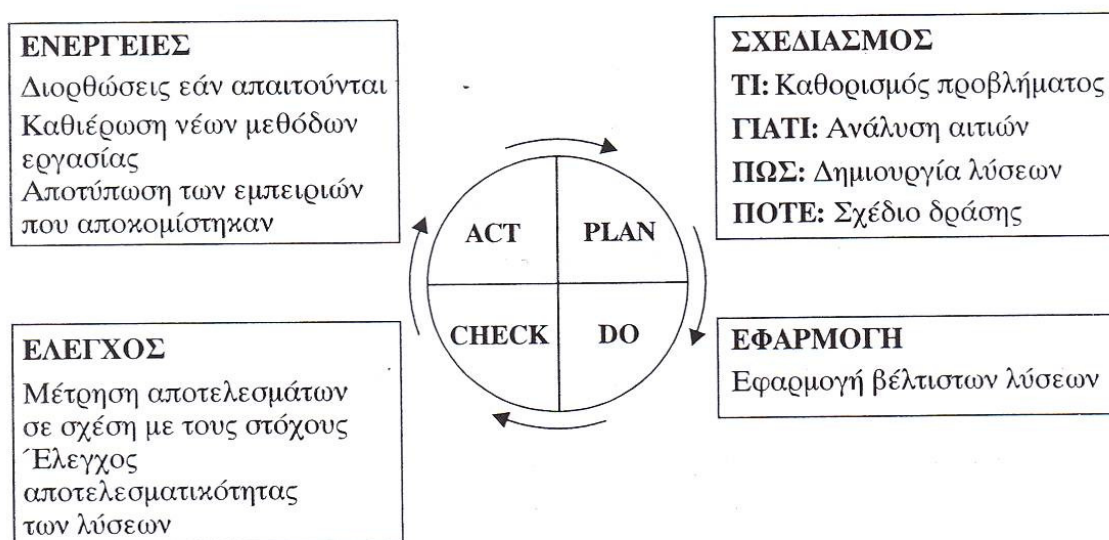 ΕΝΕΡΓΕΙΕΣ
Διορθώσεις εάν απαιτούνται
Καθιέρωση νέων μεθόδων
εργασίας
Αποτύπωση των εμπειριών
που αποκομίστηκαν
ΣΧΕΔΙΑΣΜΟΣ
ΤΙ: Καθορισμός προβλήματος
ΓΙΑΤΙ: Ανάλυση αιτιών
ΠΩΣ: Δημιουργία λύσεων
ΠΟΤΕ: Σχέδιο δράσης
ACT
PLAN
CHECK
DO
ΕΛΕΓΧΟΣ
Μέτρηση αποτελεσμάτων
σε σχέση με τους στόχους
Έλεγχος
αποτελεσματικότητας
των λύσεων
ΕΦΑΡΜΟΓΗ
Εφαρμογή βέλτιστων λύσεων